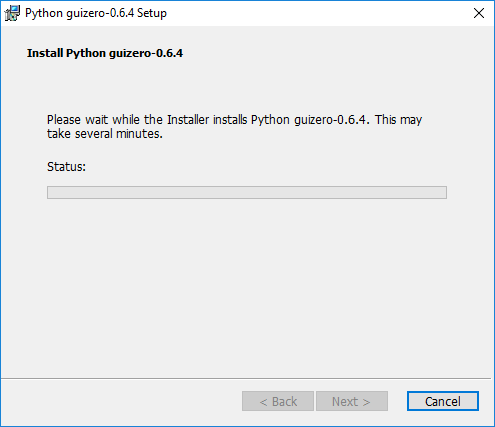 Python guizero-0.6.4 Setup
Install Python guizero-0.6.4
Please wait while the Installer installs Python guizero-0.6.4. This may
take several minutes.
Status:
< Back
Next >
Cancel